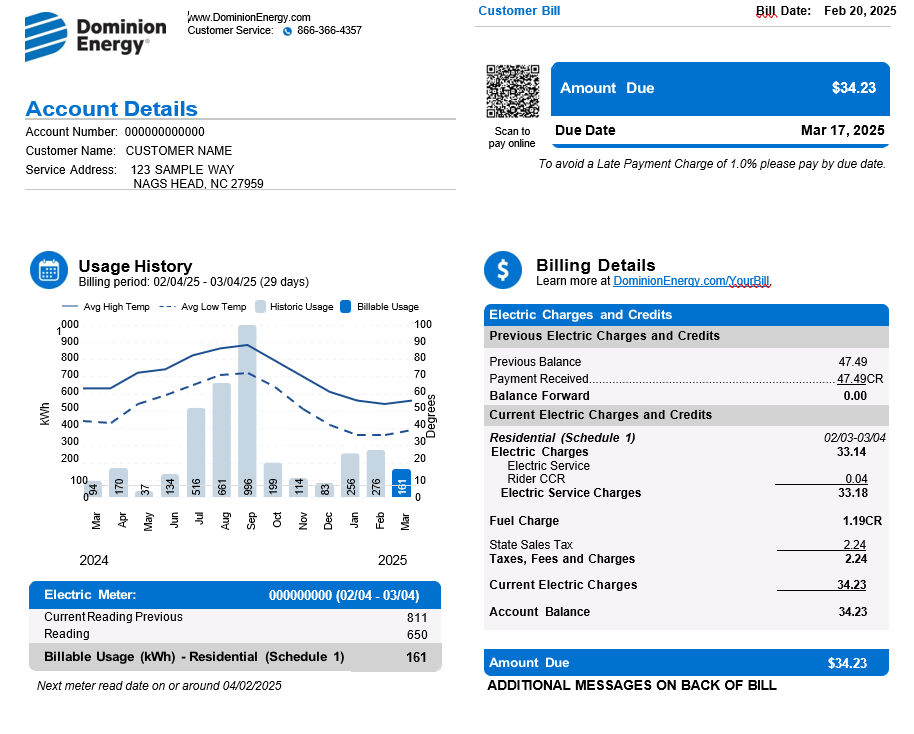 Dominion Energy®
www.DominionEnergy.com
Customer Service: 866-366-4357
Customer Bill
Bill Date: Feb 20, 2025
Scan to
pay online
Amount Due $34.23
Due Date Mar 17, 2025
To avoid a Late Payment Charge of 1.0% please pay by due date.
Account Details
Account Number: 000000000000
Customer Name: CUSTOMER NAME
Service Address: 123 SAMPLE WAY
NAGS HEAD, NC 27959
Usage History
Billing period: 02/04/25 - 03/04/25 (29 days)
Avg High Temp Avg Low Temp Historic Usage Billable Usage
kWh
1000
900
800
700
600
500
400
300
200
100
0
100
90
80
70
60
50
40
30
20
10
0
Degrees
94 170 37 134 516 661 996 199 114 83 256 276 161
Mar Apr May Jun Jul Aug Sep Oct Nov Dec Jan Feb Mar
2024 2025
Electric Meter: 000000000 (02/04 - 03/04)
Current Reading Previous 811
Reading 650
Billable Usage (kWh) - Residential (Schedule 1) 161
Next meter read date on or around 04/02/2025
$
Billing Details
Learn more at DominionEnergy.com/YourBill.
Electric Charges and Credits
Previous Electric Charges and Credits
Previous Balance 47.49
Payment Received 47.49CR
Balance Forward 0.00
Current Electric Charges and Credits
Residential (Schedule 1) 02/03-03/04
Electric Charges 33.14
Electric Service
Rider CCR 0.04
Electric Service Charges 33.18
Fuel Charge 1.19CR
State Sales Tax 2.24
Taxes, Fees and Charges 2.24
Current Electric Charges 34.23
Account Balance 34.23
Amount Due $34.23
ADDITIONAL MESSAGES ON BACK OF BILL